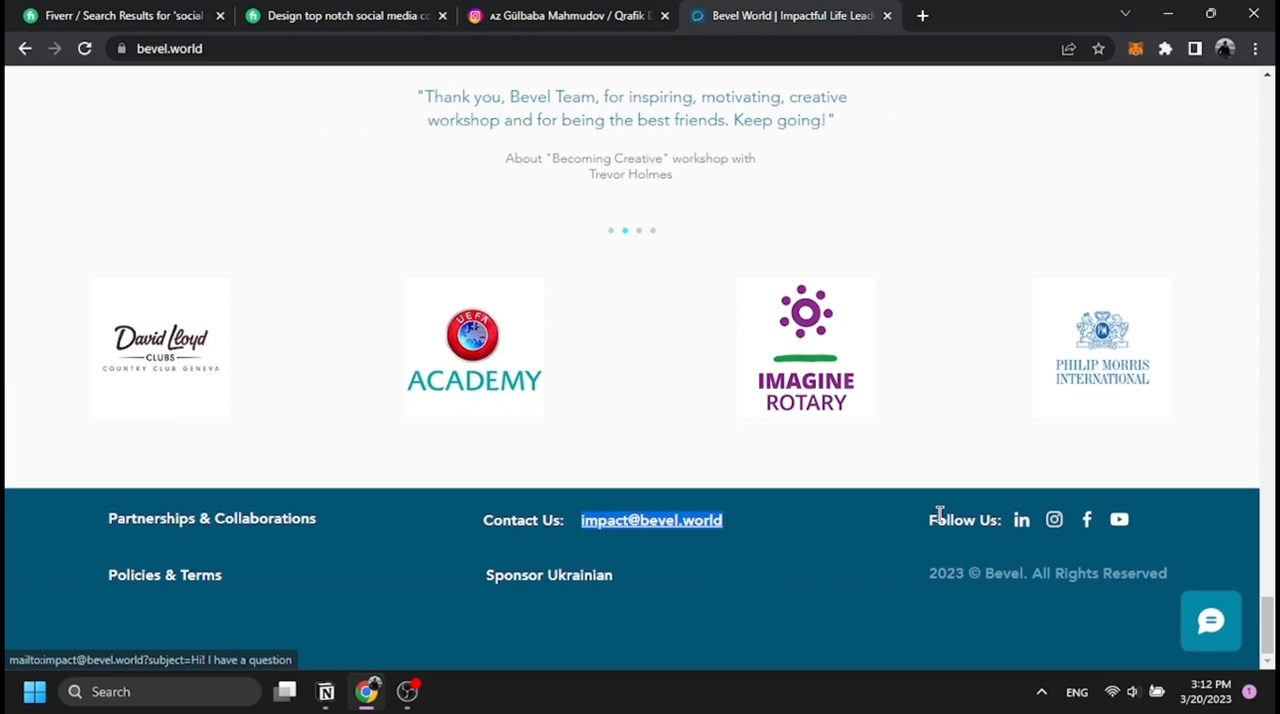 Fiverr / Search Results for 'social
Design top notch social media co
AZ Gülbaba Mahmudov / Qrafik D
Bevel World | Impactful Life Lead
bevel.world
"Thank you, Bevel Team, for inspiring, motivating, creative
workshop and for being the best friends. Keep going!"
About "Becoming Creative" workshop with
Trevor Holmes
David Lloyd
CLUBS
COUNTRY CLUB GENEVA
UEFA
ACADEMY
IMAGINE
ROTARY
PM
PHILIP MORRIS
INTERNATIONAL
Partnerships & Collaborations
Contact Us: impact@bevel.world
Follow Us:
Policies & Terms
Sponsor Ukrainian
2023 © Bevel. All Rights Reserved
mailto:impact@bevel.world?subject=Hi! I have a question
Search
ENG
3:12 PM
3/20/2023
1